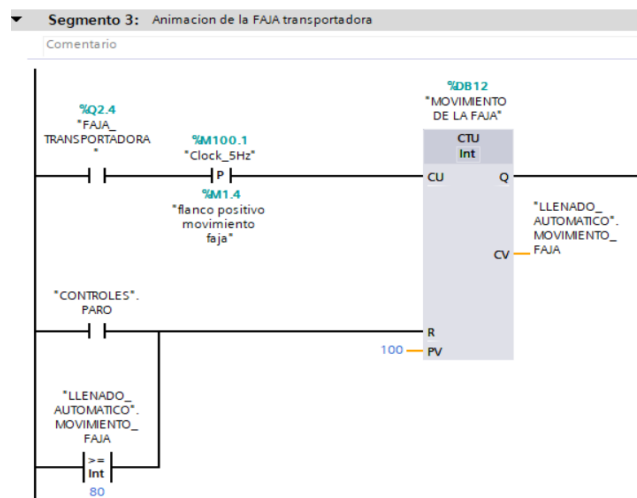 Segmento 3: Animacion de la FAJA transportadora
Comentario
%DB12
"MOVIMIENTO
DE LA FAJA"
CTU
Int
%Q2.4
"FAJA_
TRANSPORTADORA
"
%M100.1
"Clock_5Hz"
P
%M1.4
"flanco positivo
movimiento
faja"
CU
Q
"LLENADO_
AUTOMATICO".
MOVIMIENTO_
FAJA
CV
"CONTROLES".
PARO
R
100
PV
"LLENADO_
AUTOMATICO".
MOVIMIENTO_
FAJA
>=
Int
80